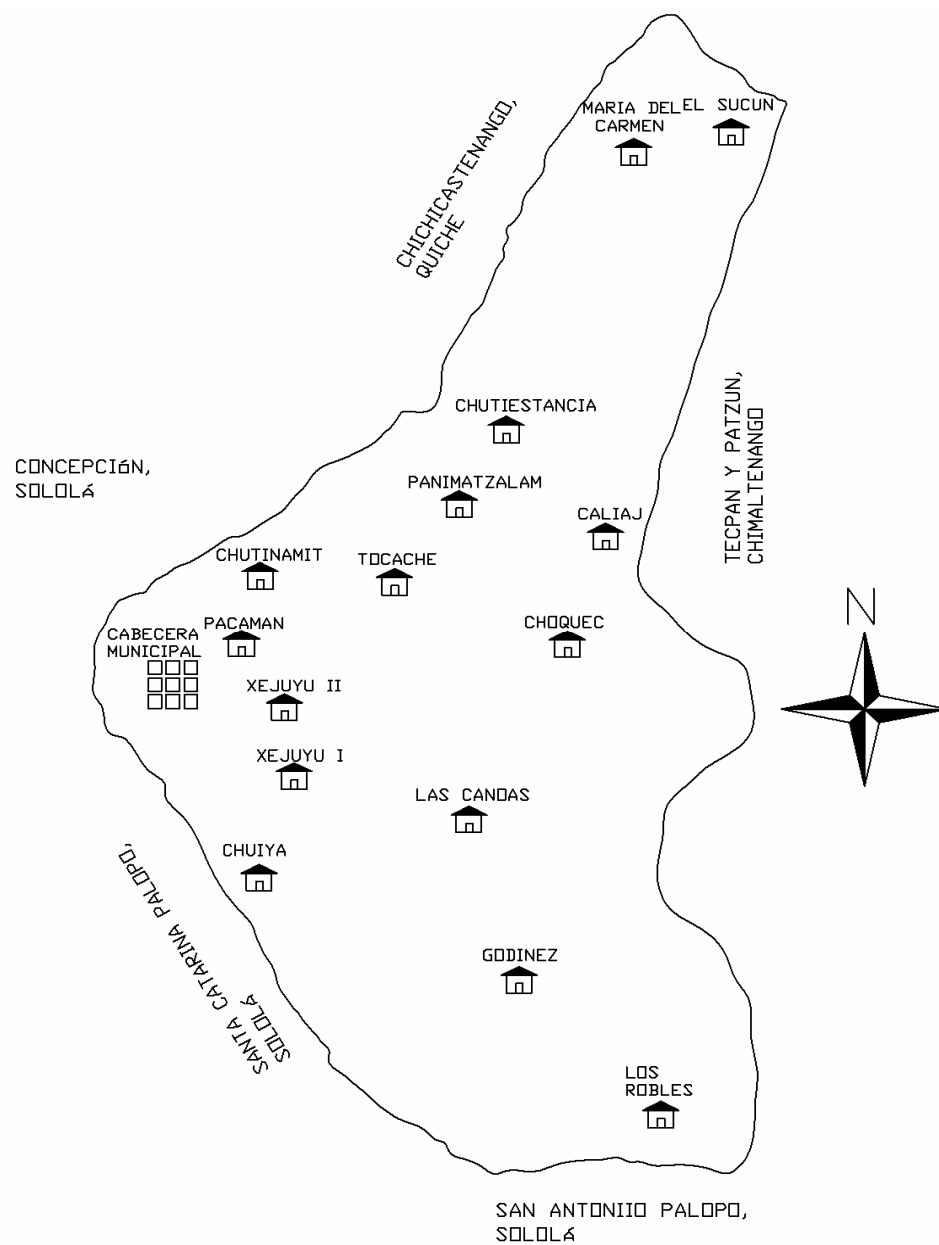 MARIA DEL
CARMEN
EL SUCUN
CHICHICASTENANGO,
QUICHE
CHUTIESTANCIA
TECPAN Y PATZUN,
CHIMALTENANGO
CONCEPCIóN,
SOLOLá
PANIMATZALAM
CALIAJ
CHUTINAMIT
TOCACHE
N
PACAMAN
CHOQUEC
CABECERA
MUNICIPAL
XEJUYU II
XEJUYU I
LAS CANOAS
CHUIYA
SANTA CATARINA PALOPO,
SOLOLá
GODINEZ
LOS
ROBLES
SAN ANTONIIO PALOPO,
SOLOLá